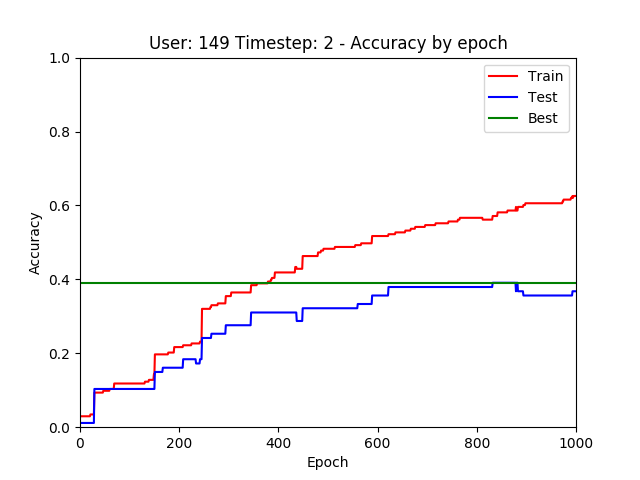 User: 149 Timestep: 2 - Accuracy by epoch
1.0
0.8
0.6
0.4
0.2
0.0
Accuracy
Train
Test
Best
0 200 400 600 800 1000
Epoch